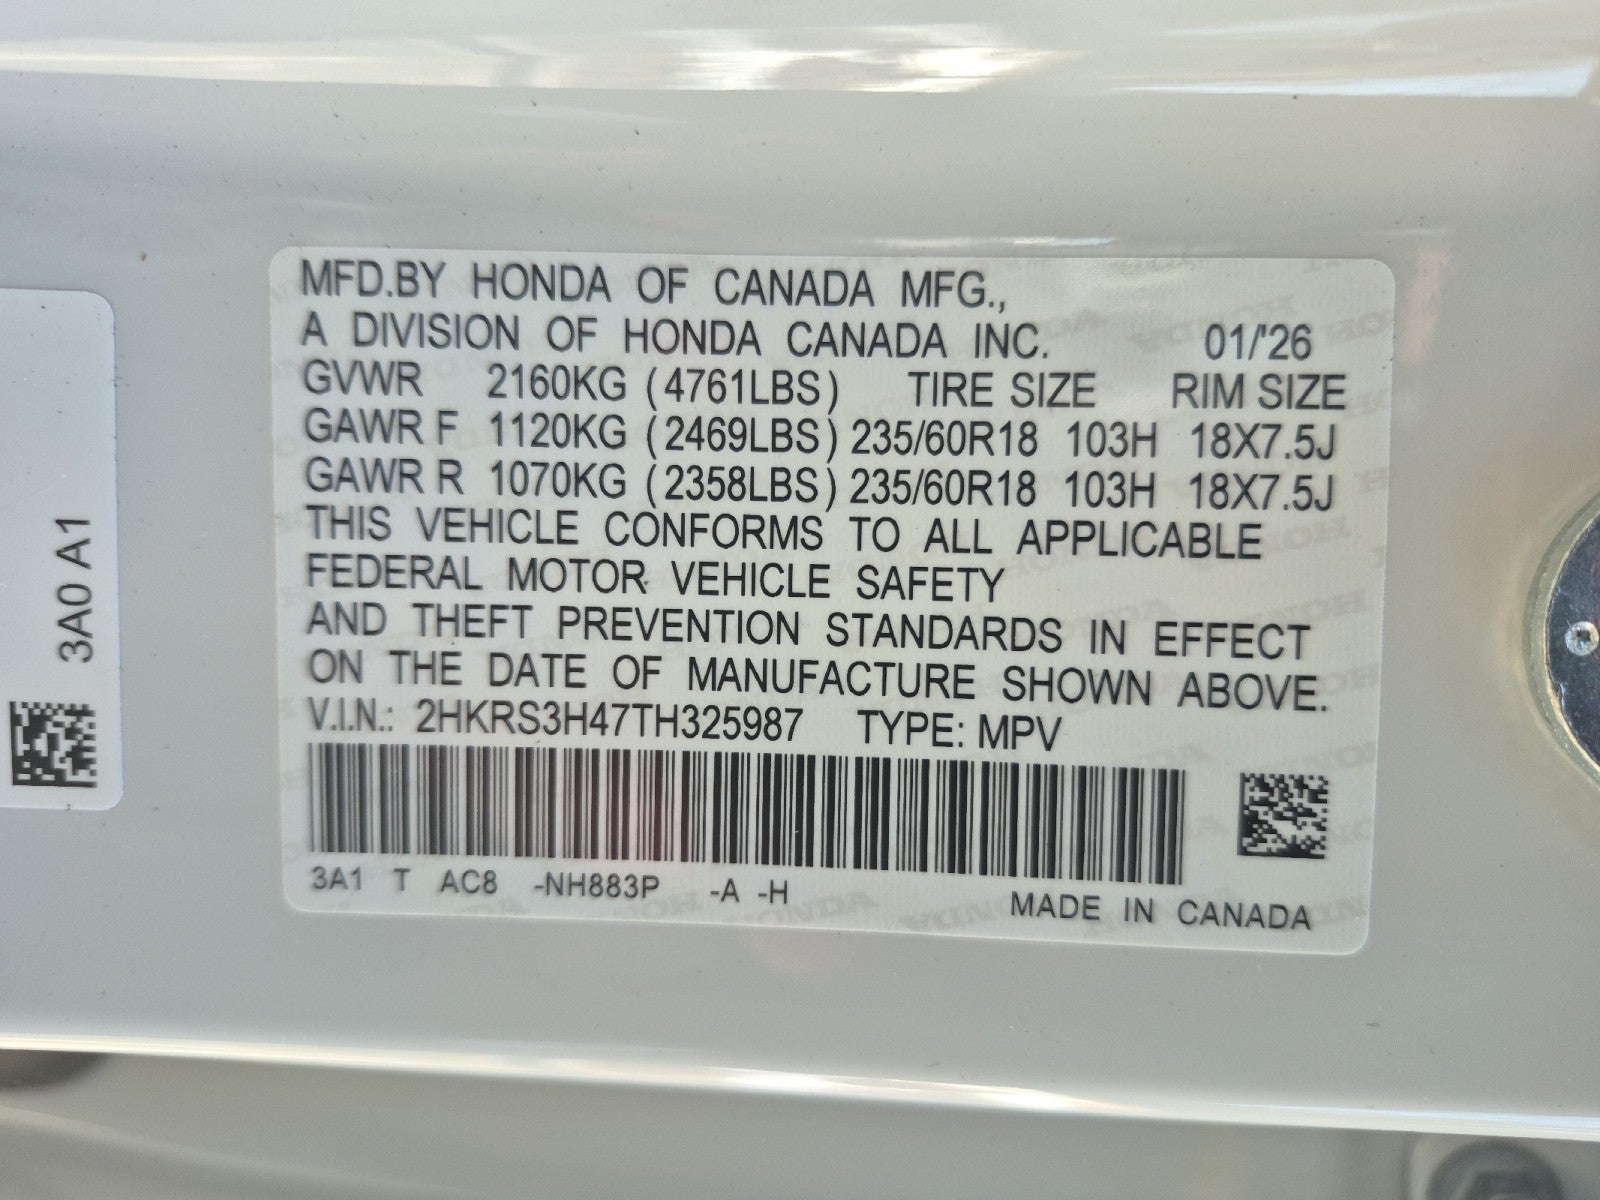 MFD.BY HONDA OF CANADA MFG.,
A DIVISION OF HONDA CANADA INC. 01/'26
GVWR 2160KG (4761LBS) TIRE SIZE RIM SIZE
GAWR F 1120KG (2469LBS) 235/60R18 103H 18X7.5J
GAWR R 1070KG (2358LBS) 235/60R18 103H 18X7.5J
THIS VEHICLE CONFORMS TO ALL APPLICABLE
FEDERAL MOTOR VEHICLE SAFETY
AND THEFT PREVENTION STANDARDS IN EFFECT
ON THE DATE OF MANUFACTURE SHOWN ABOVE.
V.I.N.: 2HKRS3H47TH325987 TYPE: MPV
3A1 T AC8 -NH883P -A -H MADE IN CANADA
3A0 A1